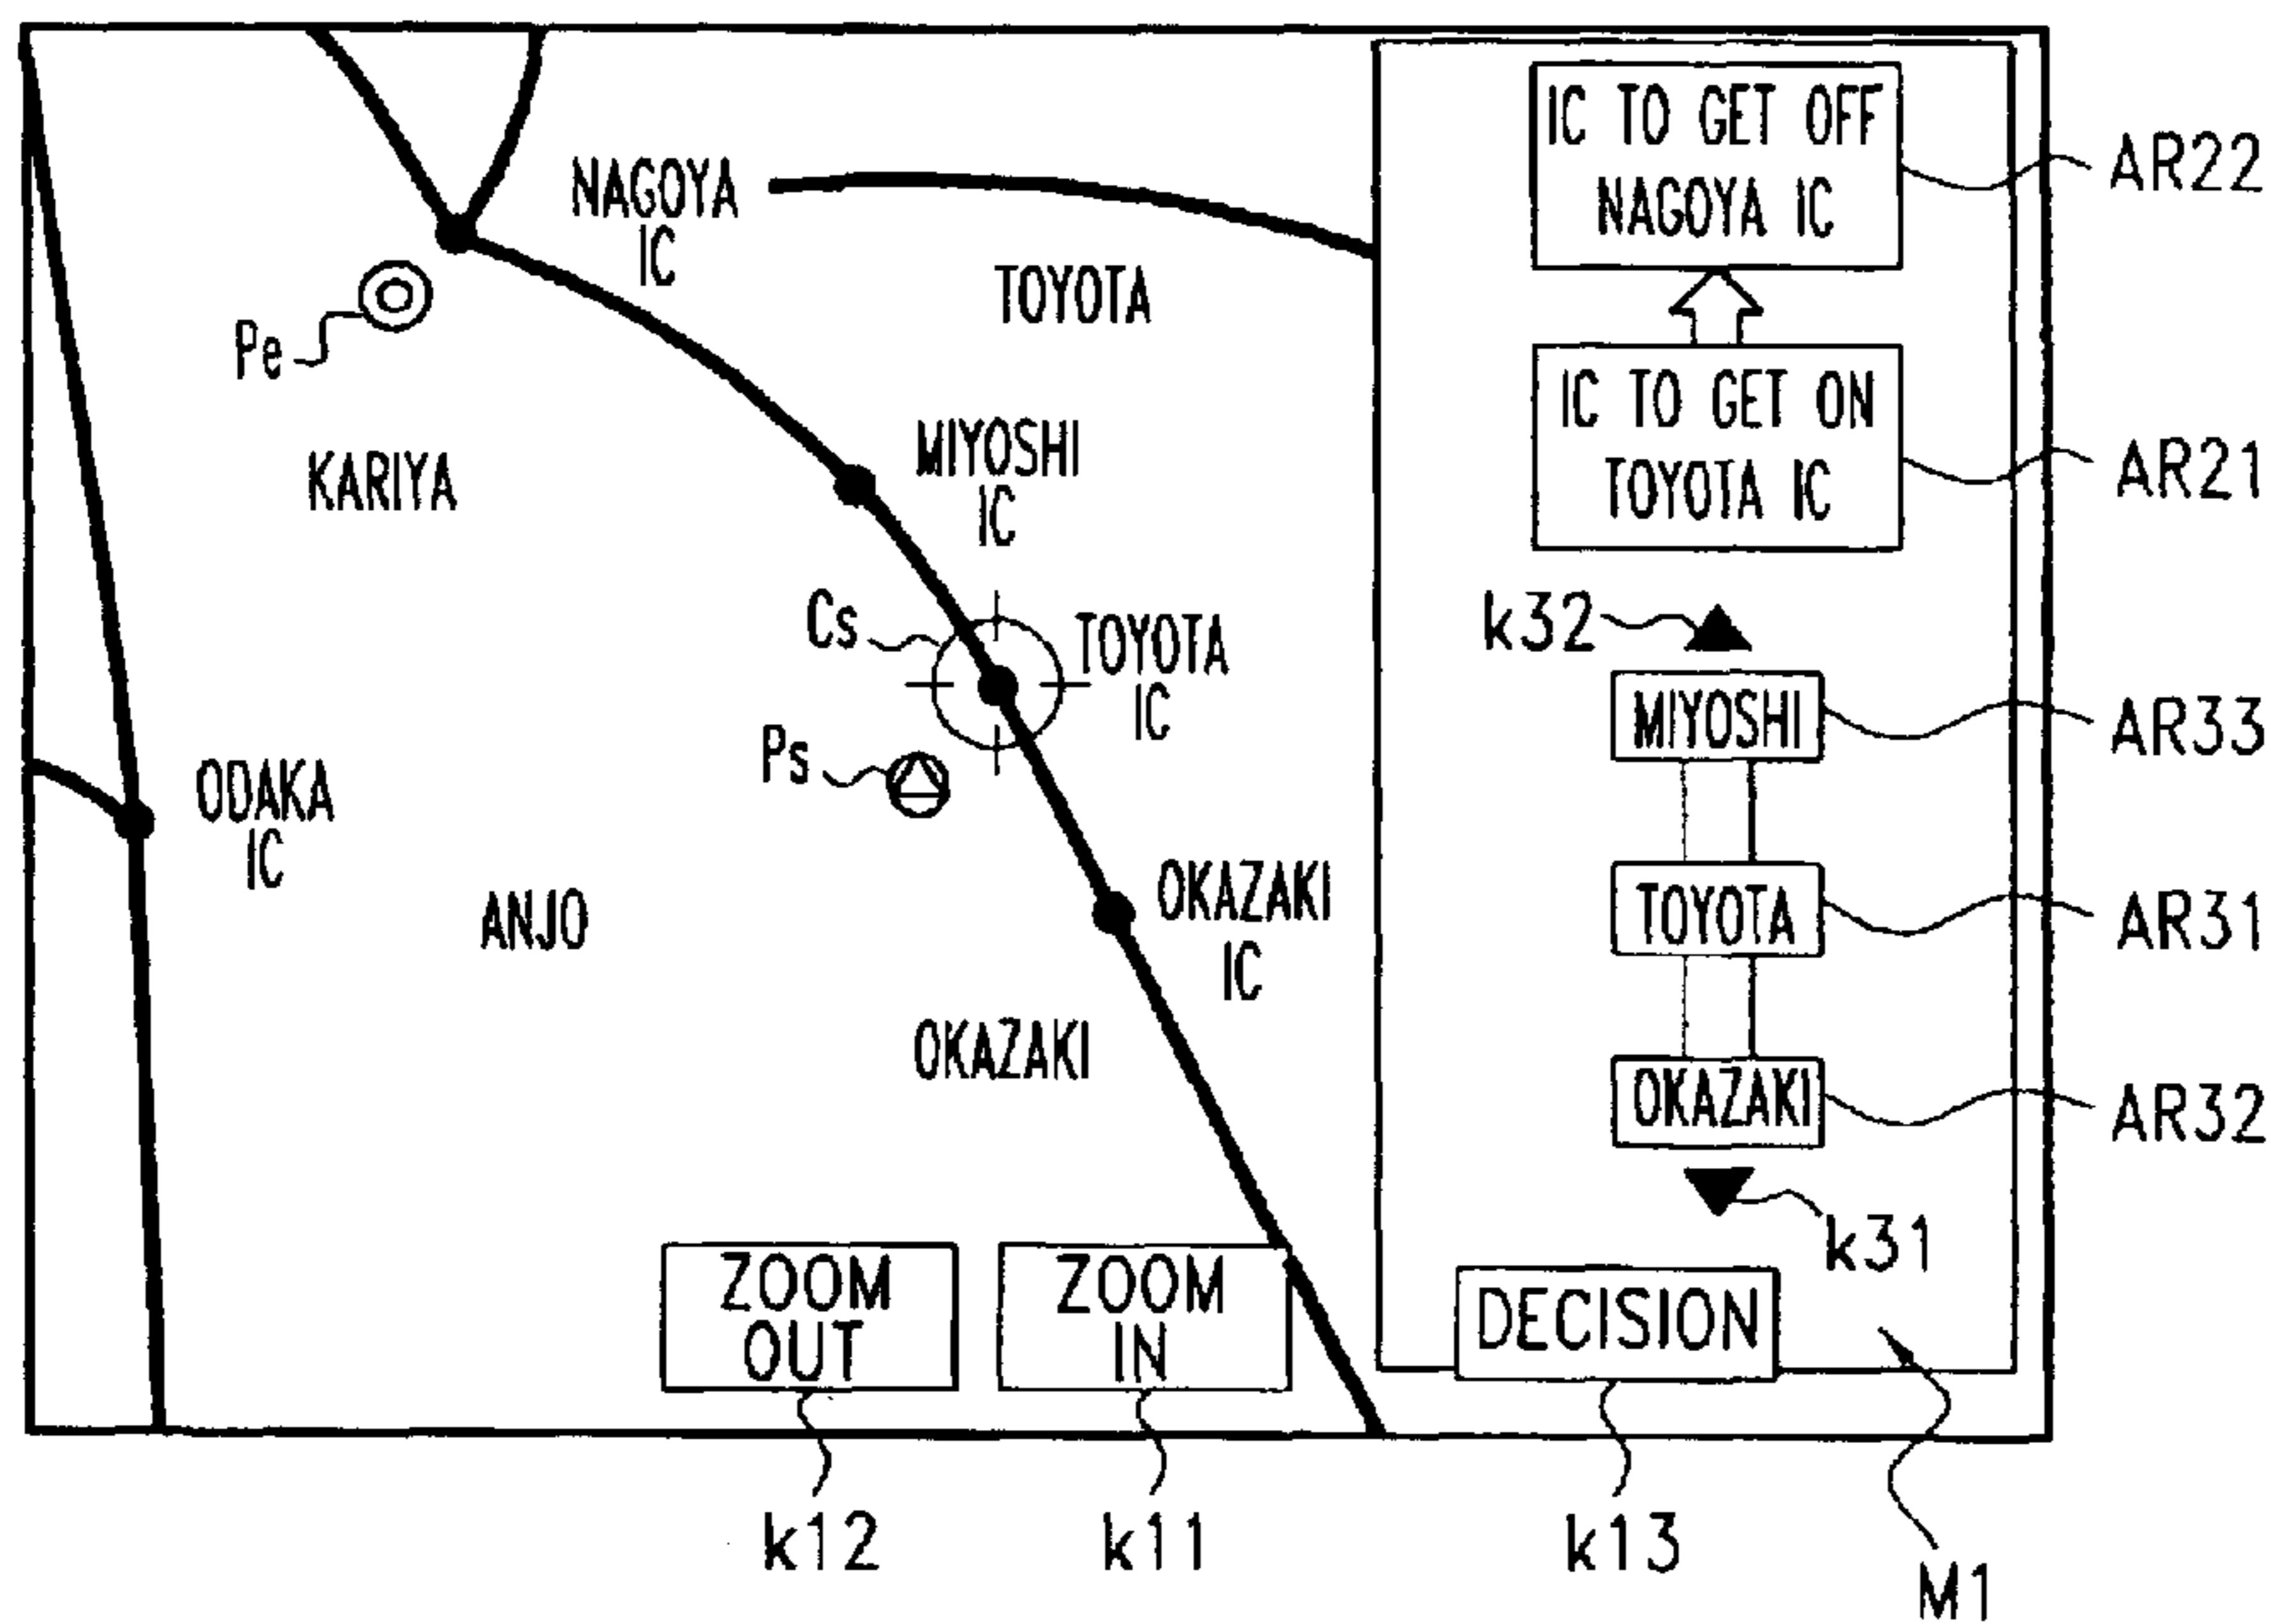 NAGOYA
IC
TOYOTA
Pe
KARIYA
MIYOSHI
IC
Cs
TOYOTA
IC
Ps
ODAKA
IC
ANJO
OKAZAKI
IC
OKAZAKI
ZOOM
OUT
ZOOM
IN
IC TO GET OFF
NAGOYA IC
AR22
IC TO GET ON
TOYOTA IC
AR21
k32
MIYOSHI
AR33
TOYOTA
AR31
OKAZAKI
AR32
k31
DECISION
k12
k11
k13
M1